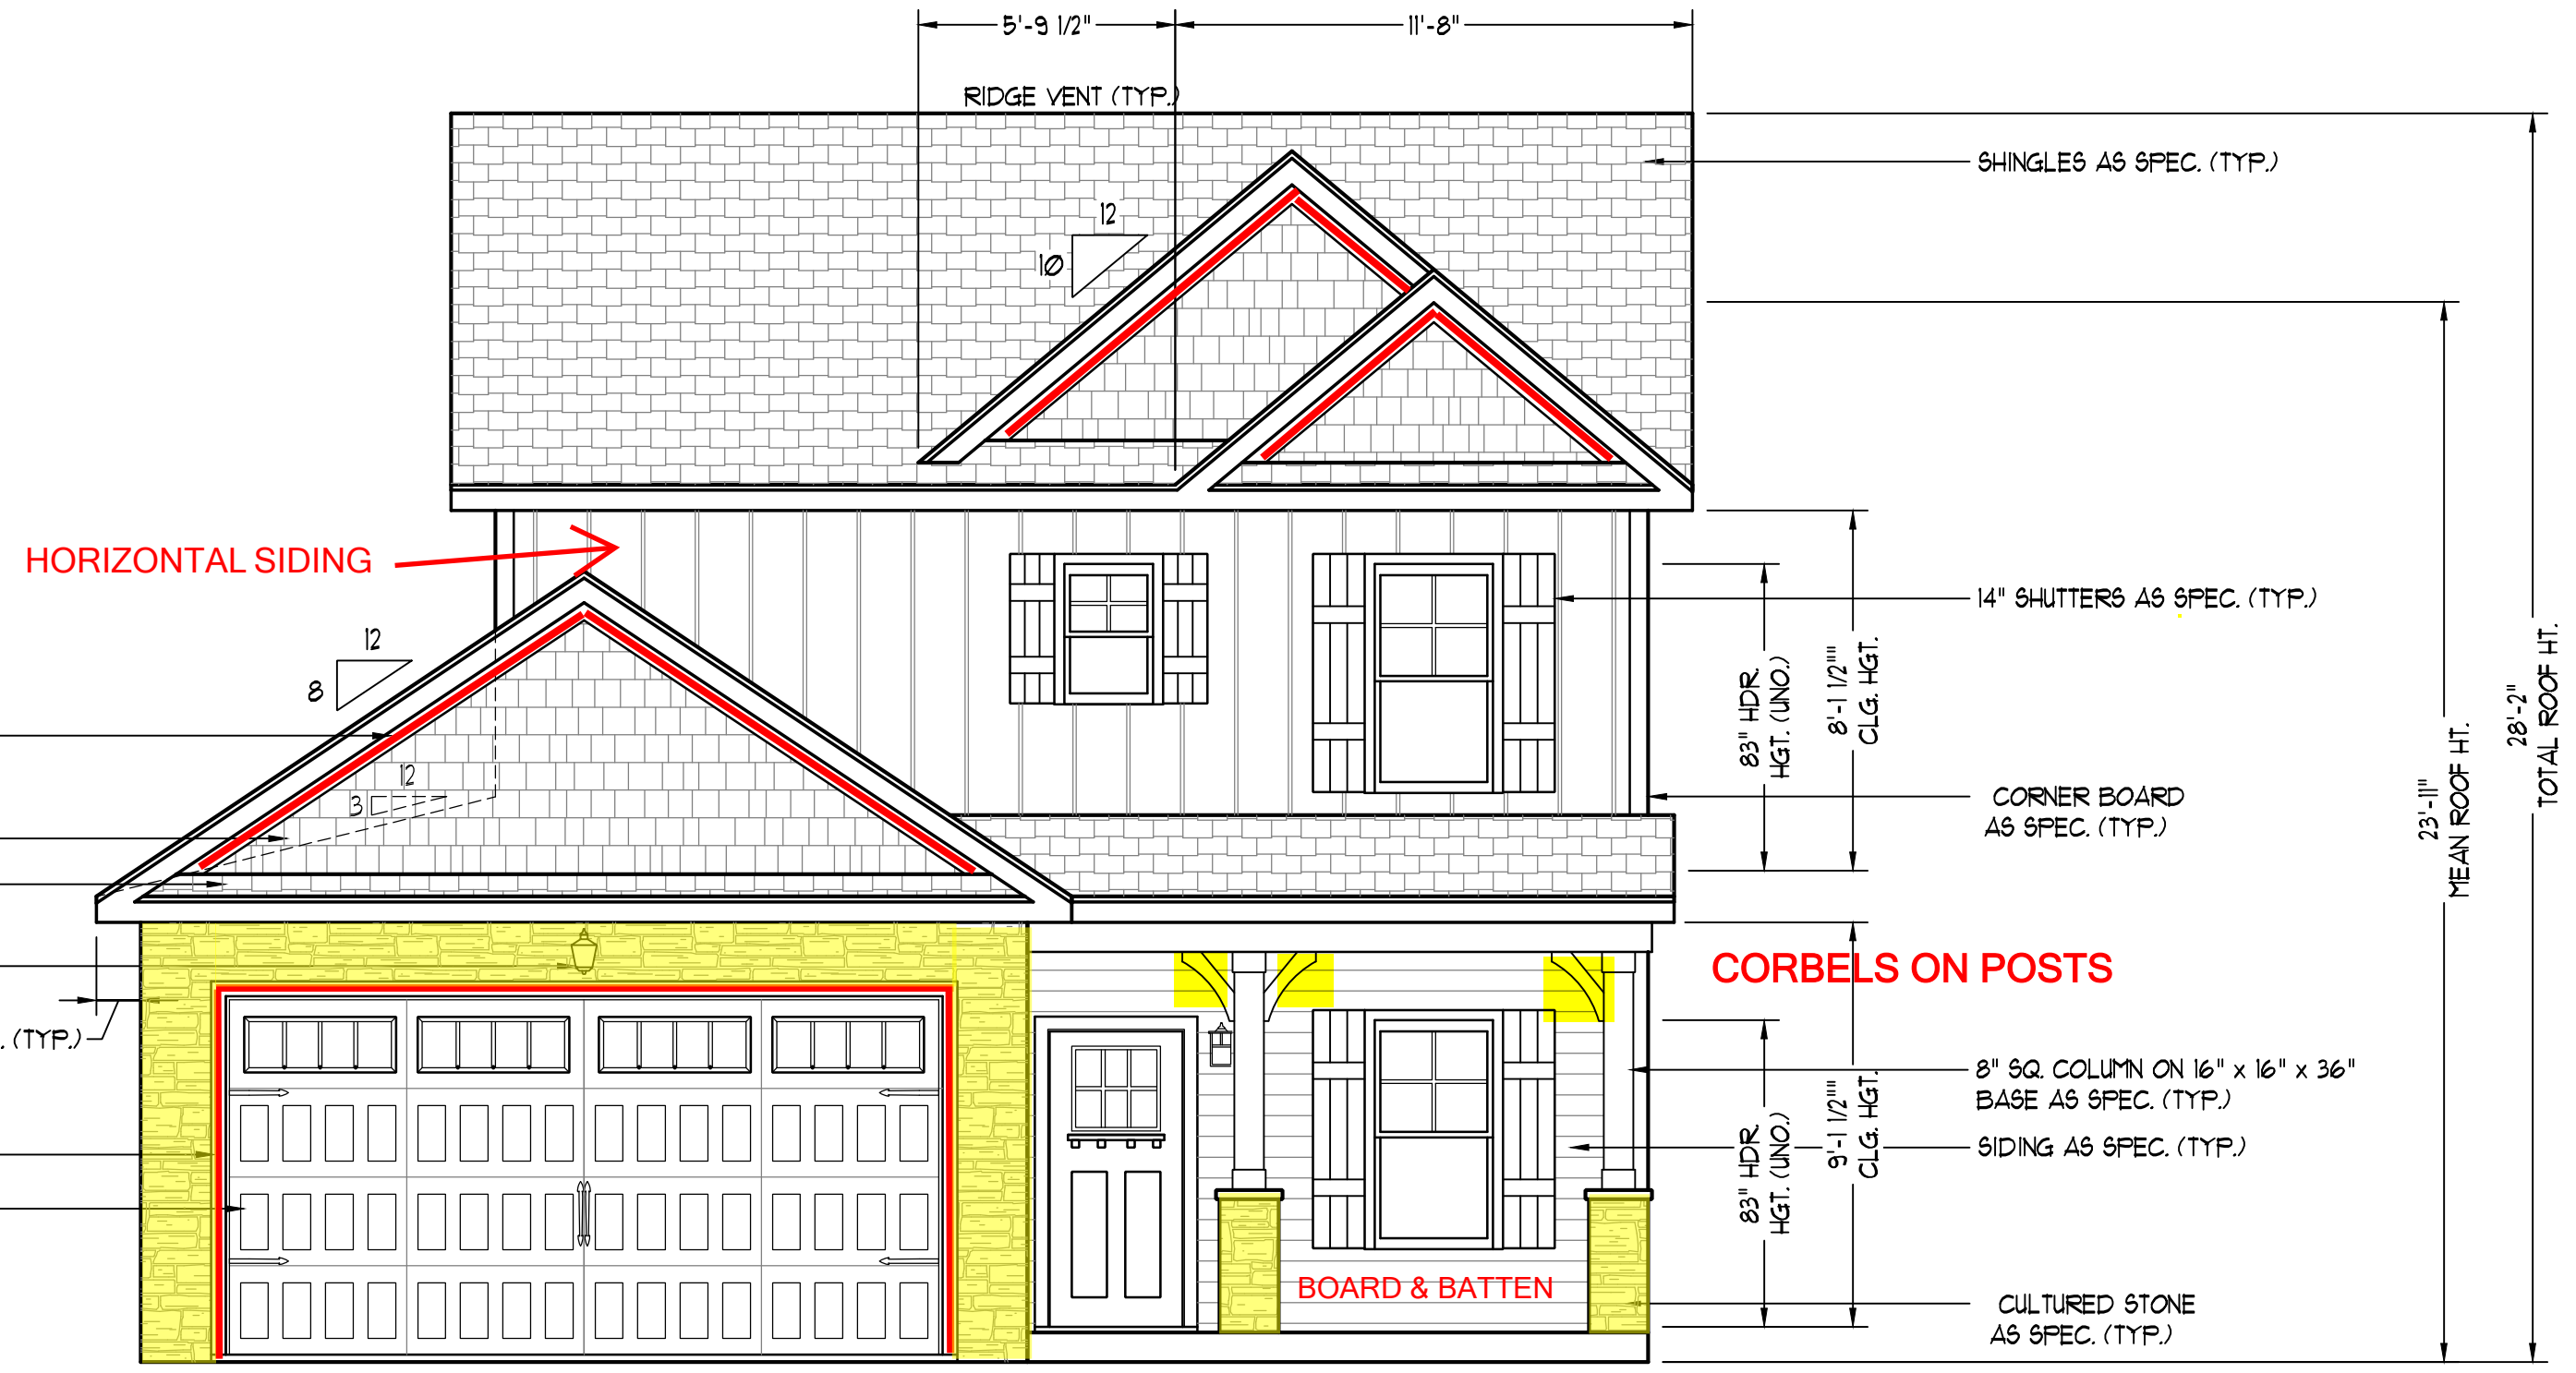 5'-9 1/2"
11'-8"
RIDGE VENT (TYP.)
SHINGLES AS SPEC. (TYP.)
12
10
HORIZONTAL SIDING
14" SHUTTERS AS SPEC. (TYP.)
12
8
83" HDR.
HGT. (UNO.)
8'-1 1/2""
CLG. HGT.
28'-2"
TOTAL ROOF HT.
23'-11"
MEAN ROOF HT.
12
3
CORNER BOARD
AS SPEC. (TYP.)
CORBELS ON POSTS
. (TYP.)
8" SQ. COLUMN ON 16" x 16" x 36"
BASE AS SPEC. (TYP.)
83" HDR.
HGT. (UNO.)
9'-1 1/2""
CLG. HGT.
SIDING AS SPEC. (TYP.)
BOARD & BATTEN
CULTURED STONE
AS SPEC. (TYP.)